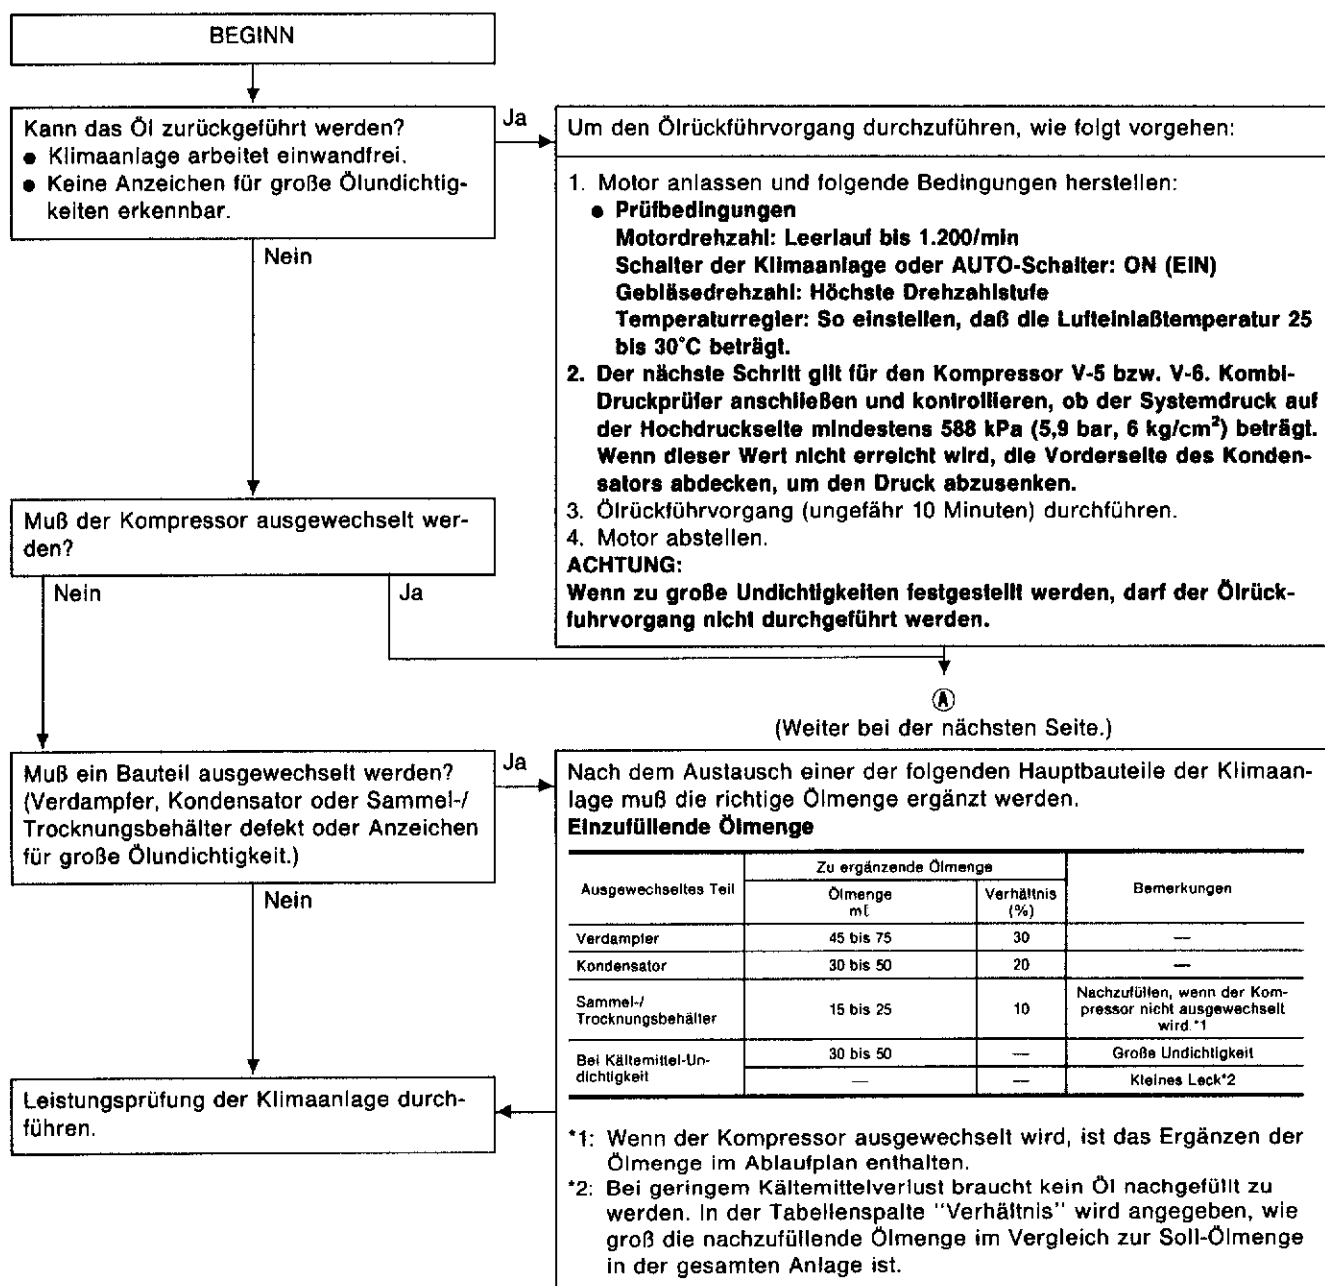 BEGINN
Kann das Öl zurückgeführt werden?
● Klimaanlage arbeitet einwandfrei.
● Keine Anzeichen für große Ölundichtig-
keiten erkennbar.
Ja
Nein
Um den Ölrückführvorgang durchzuführen, wie folgt vorgehen:
1. Motor anlassen und folgende Bedingungen herstellen:
● Prüfbedingungen
Motordrehzahl: Leerlauf bis 1.200/min
Schalter der Klimaanlage oder AUTO-Schalter: ON (EIN)
Gebläsedrehzahl: Höchste Drehzahlstufe
Temperaturregler: So einstellen, daß die Lufteinlaßtemperatur 25
bis 30°C beträgt.
2. Der nächste Schritt gilt für den Kompressor V-5 bzw. V-6. Kombi-
Druckprüfer anschließen und kontrollieren, ob der Systemdruck auf
der Hochdruckseite mindestens 588 kPa (5,9 bar, 6 kg/cm²) beträgt.
Wenn dieser Wert nicht erreicht wird, die Vorderseite des Konden-
sators abdecken, um den Druck abzusenken.
3. Ölrückführvorgang (ungefähr 10 Minuten) durchführen.
4. Motor abstellen.
ACHTUNG:
Wenn zu große Undichtigkeiten festgestellt werden, darf der Ölrück-
fuhrvorgang nicht durchgeführt werden.
Muß der Kompressor ausgewechselt wer-
den?
Nein
Ja
Ⓐ
(Weiter bei der nächsten Seite.)
Muß ein Bauteil ausgewechselt werden?
(Verdampfer, Kondensator oder Sammel-/
Trocknungsbehälter defekt oder Anzeichen
für große Ölundichtigkeit.)
Ja
Nein
Nach dem Austausch einer der folgenden Hauptbauteile der Klimaan-
lage muß die richtige Ölmenge ergänzt werden.
Einzufüllende Ölmenge
Zu ergänzende Ölmenge
Ausgewechseltes Teil
Ölmenge
mℓ
Verhältnis
(%)
Bemerkungen
Verdampfer 45 bis 75 30 —
Kondensator 30 bis 50 20 —
Sammel-/
Trocknungsbehälter
15 bis 25 10
Nachzufüllen, wenn der Kom-
pressor nicht ausgewechselt
wird.*1
Bei Kältemittel-Un-
dichtigkeit
30 bis 50 — Große Undichtigkeit
— — Kleines Leck*2
*1: Wenn der Kompressor ausgewechselt wird, ist das Ergänzen der
Ölmenge im Ablaufplan enthalten.
*2: Bei geringem Kältemittelverlust braucht kein Öl nachgefüllt zu
werden. In der Tabellenspalte "Verhältnis" wird angegeben, wie
groß die nachzufüllende Ölmenge im Vergleich zur Soll-Ölmenge
in der gesamten Anlage ist.
Leistungsprüfung der Klimaanlage durch-
führen.